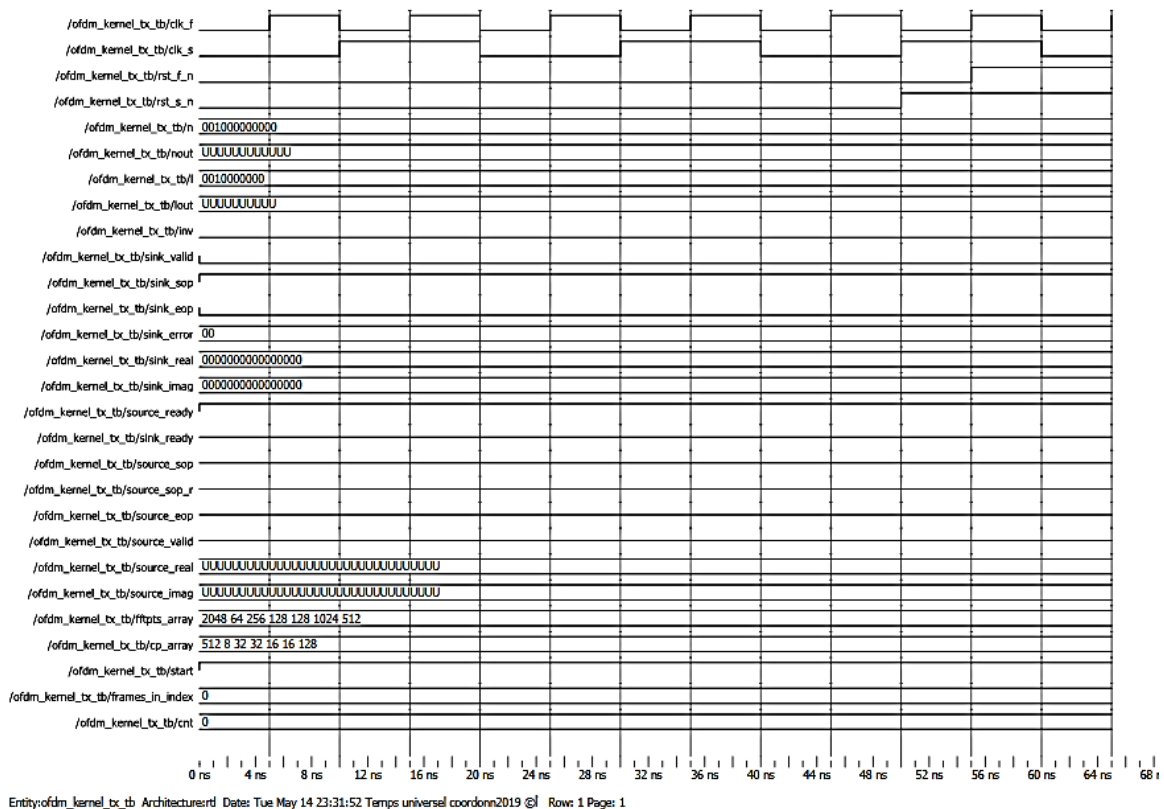 /ofdm_kernel_tx_tb/clk_f
/ofdm_kernel_tx_tb/clk_s
/ofdm_kernel_tx_tb/rst_f_n
/ofdm_kernel_tx_tb/rst_s_n
/ofdm_kernel_tx_tb/n 001000000000
/ofdm_kernel_tx_tb/nout UUUUUUUUUUUU
/ofdm_kernel_tx_tb/l 0010000000
/ofdm_kernel_tx_tb/lout UUUUUUUUUU
/ofdm_kernel_tx_tb/inv
/ofdm_kernel_tx_tb/sink_valid
/ofdm_kernel_tx_tb/sink_sop
/ofdm_kernel_tx_tb/sink_eop
/ofdm_kernel_tx_tb/sink_error 00
/ofdm_kernel_tx_tb/sink_real 0000000000000000
/ofdm_kernel_tx_tb/sink_imag 0000000000000000
/ofdm_kernel_tx_tb/source_ready
/ofdm_kernel_tx_tb/sink_ready
/ofdm_kernel_tx_tb/source_sop
/ofdm_kernel_tx_tb/source_sop_r
/ofdm_kernel_tx_tb/source_eop
/ofdm_kernel_tx_tb/source_valid
/ofdm_kernel_tx_tb/source_real UUUUUUUUUUUUUUUUUUUUUUUUUUUUUUUU
/ofdm_kernel_tx_tb/source_imag UUUUUUUUUUUUUUUUUUUUUUUUUUUUUUUU
/ofdm_kernel_tx_tb/fftpts_array 2048 64 256 128 128 1024 512
/ofdm_kernel_tx_tb/cp_array 512 8 32 32 16 16 128
/ofdm_kernel_tx_tb/start
/ofdm_kernel_tx_tb/frames_in_index 0
/ofdm_kernel_tx_tb/cnt 0
0 ns 4 ns 8 ns 12 ns 16 ns 20 ns 24 ns 28 ns 32 ns 36 ns 40 ns 44 ns 48 ns 52 ns 56 ns 60 ns 64 ns 68 n
Entity:ofdm_kernel_tx_tb Architecture:rtl Date: Tue May 14 23:31:52 Temps universel coordonn2019 ©l Row: 1 Page: 1